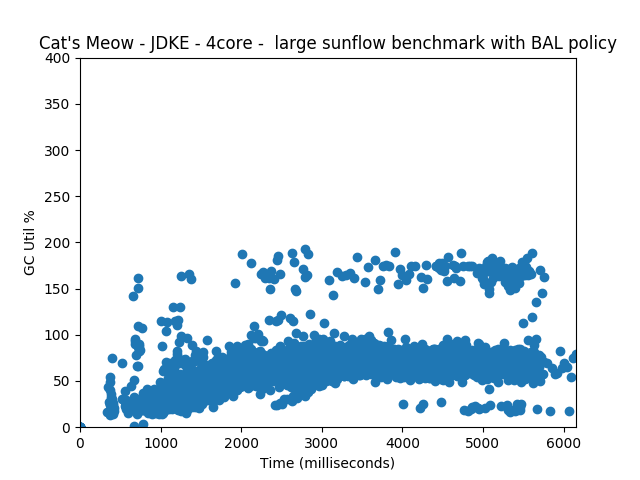 Cat's Meow - JDKE - 4core -  large sunflow benchmark with BAL policy
400
350
300
250
200
150
100
50
0
GC Util %
0 1000 2000 3000 4000 5000 6000
Time (milliseconds)